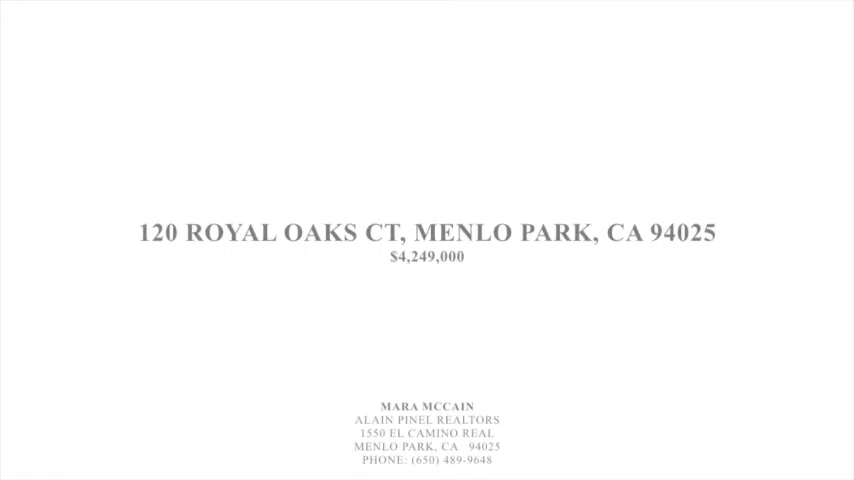 120 ROYAL OAKS CT, MENLO PARK, CA 94025
$4,249,000
MARA MCCAIN
ALAIN PINEL REALTORS
1550 EL CAMINO REAL
MENLO PARK, CA 94025
PHONE: (650) 489-9648